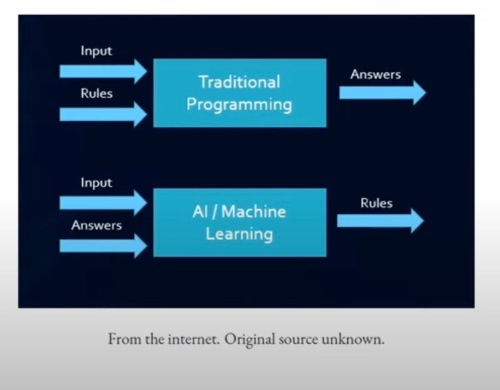 Input
Rules
Traditional
Programming
Answers
Input
Answers
AI / Machine
Learning
Rules
From the internet. Original source unknown.